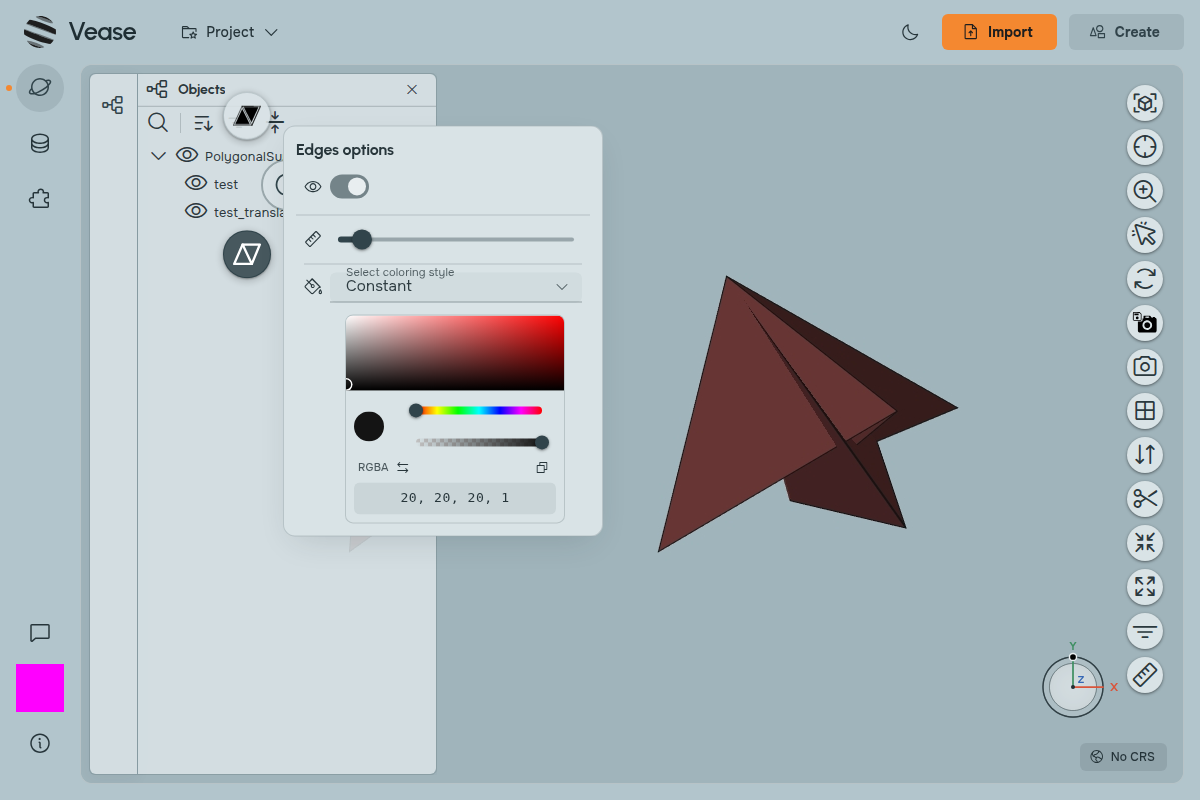 Vease
Project
Import
Create
Objects
PolygonalSu
test
test_transla
Edges options
Select coloring style
Constant
RGBA
20, 20, 20, 1
Y
Z
X
No CRS